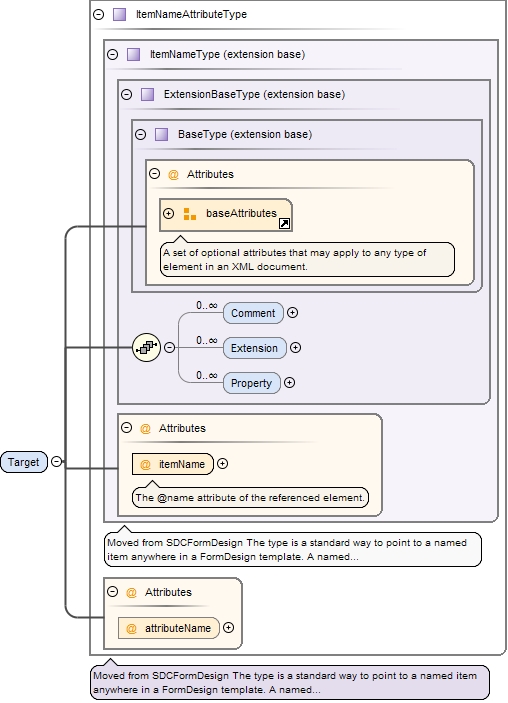 ItemNameAttributeType
ItemNameType (extension base)
ExtensionBaseType (extension base)
BaseType (extension base)
@ Attributes
baseAttributes
A set of optional attributes that may apply to any type of
element in an XML document.
0..∞
Comment
0..∞
Extension
0..∞
Property
@ Attributes
@ itemName
The @name attribute of the referenced element.
Target
Moved from SDCFormDesign The type is a standard way to point to a named
item anywhere in a FormDesign template. A named...
@ Attributes
@ attributeName
Moved from SDCFormDesign The type is a standard way to point to a named item
anywhere in a FormDesign template. A named...